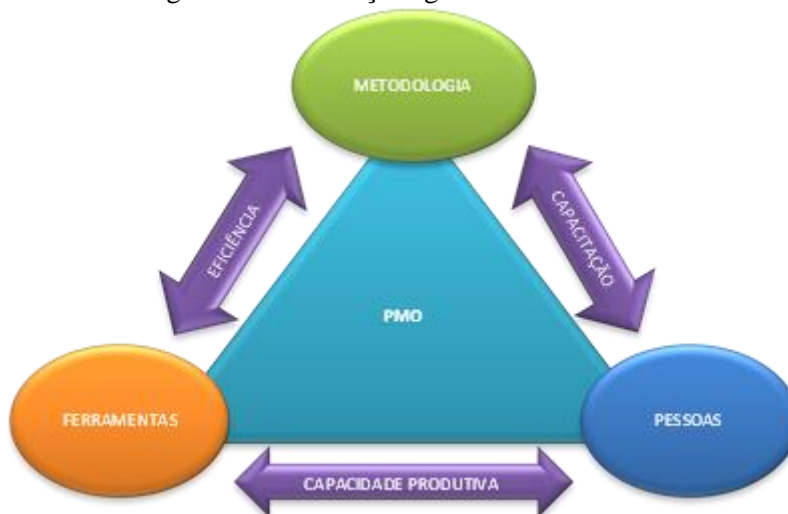 METODOLOGIA
EFICIÊNCIA
CAPACITAÇÃO
PMO
FERRAMENTAS
PESSOAS
CAPACIDADE PRODUTIVA